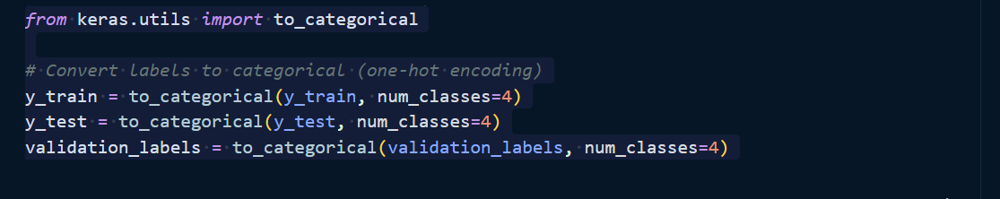 from keras.utils import to_categorical
# Convert labels to categorical (one-hot encoding)
y_train = to_categorical(y_train, num_classes=4)
y_test = to_categorical(y_test, num_classes=4)
validation_labels = to_categorical(validation_labels, num_classes=4)